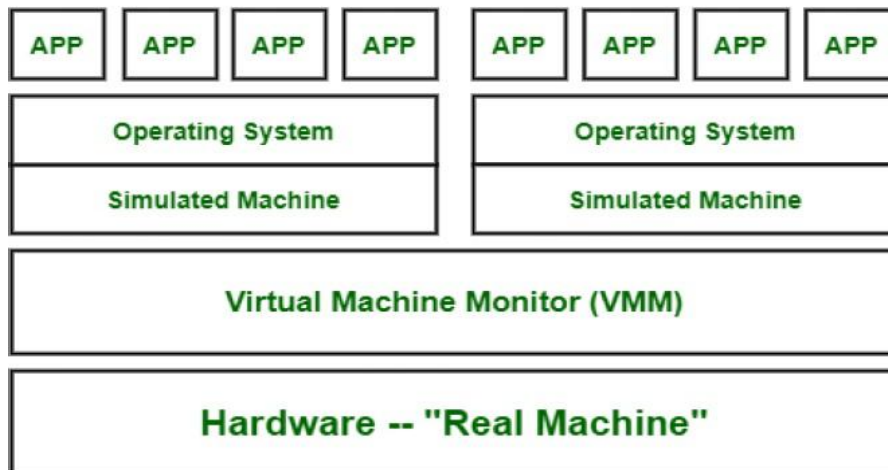 APP APP APP APP APP APP APP APP
Operating System Operating System
Simulated Machine Simulated Machine
Virtual Machine Monitor (VMM)
Hardware -- "Real Machine"